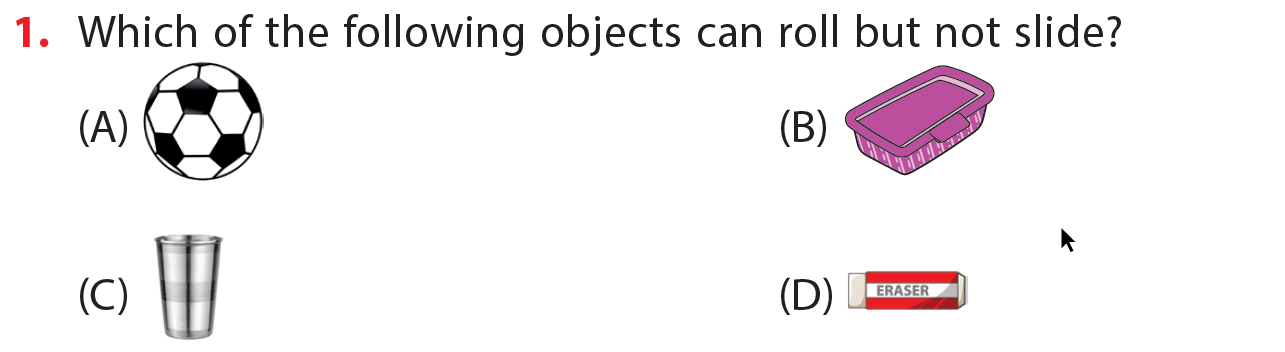 1. Which of the following objects can roll but not slide?
(A) (B)
(C) (D) ERASER